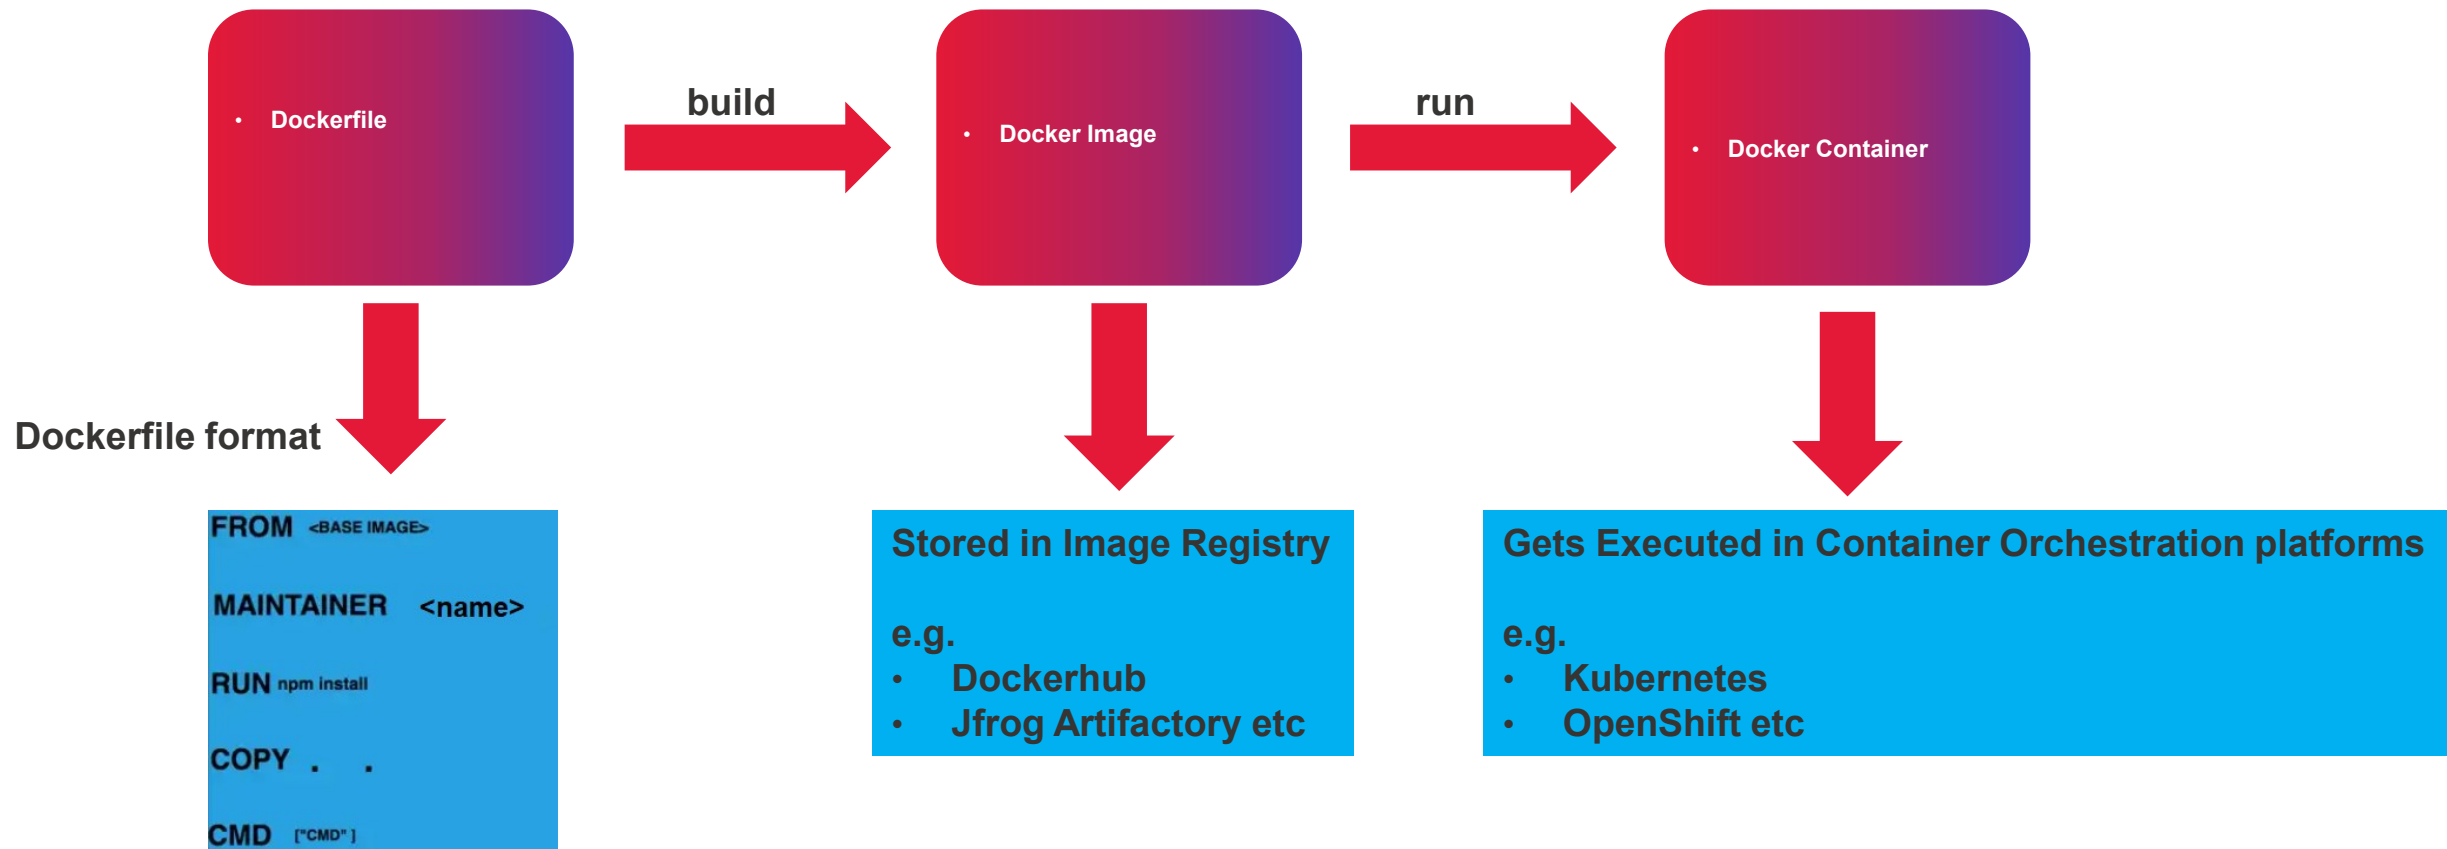 • Dockerfile
build
• Docker Image
run
• Docker Container
Dockerfile format
FROM <BASE IMAGE>
MAINTAINER <name>
RUN npm install
COPY . .
CMD ["CMD" ]
Stored in Image Registry
e.g.
• Dockerhub
• Jfrog Artifactory etc
Gets Executed in Container Orchestration platforms
e.g.
• Kubernetes
• OpenShift etc